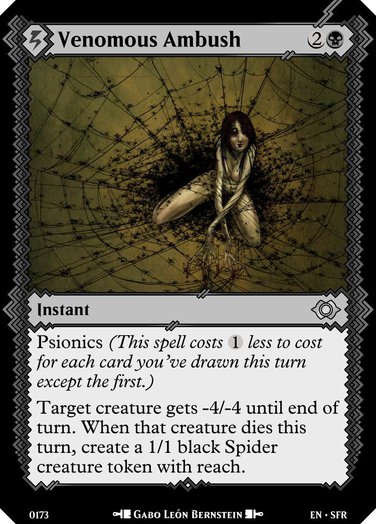 Venomous Ambush 2
Instant
Psionics (This spell costs 1 less to cost
for each card you've drawn this turn
except the first.)
Target creature gets -4/-4 until end of
turn. When that creature dies this
turn, create a 1/1 black Spider
creature token with reach.
0173 Gabo León Bernstein EN • SFR